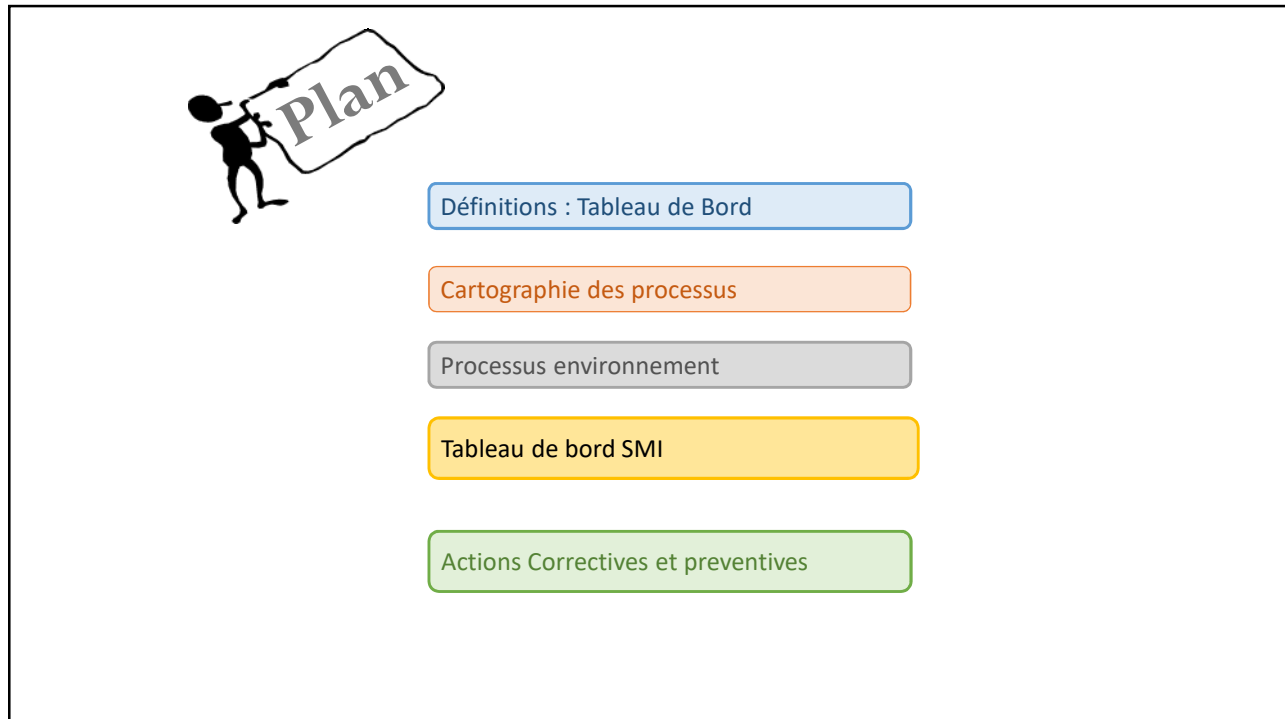 Plan
Définitions : Tableau de Bord
Cartographie des processus
Processus environnement
Tableau de bord SMI
Actions Correctives et preventives